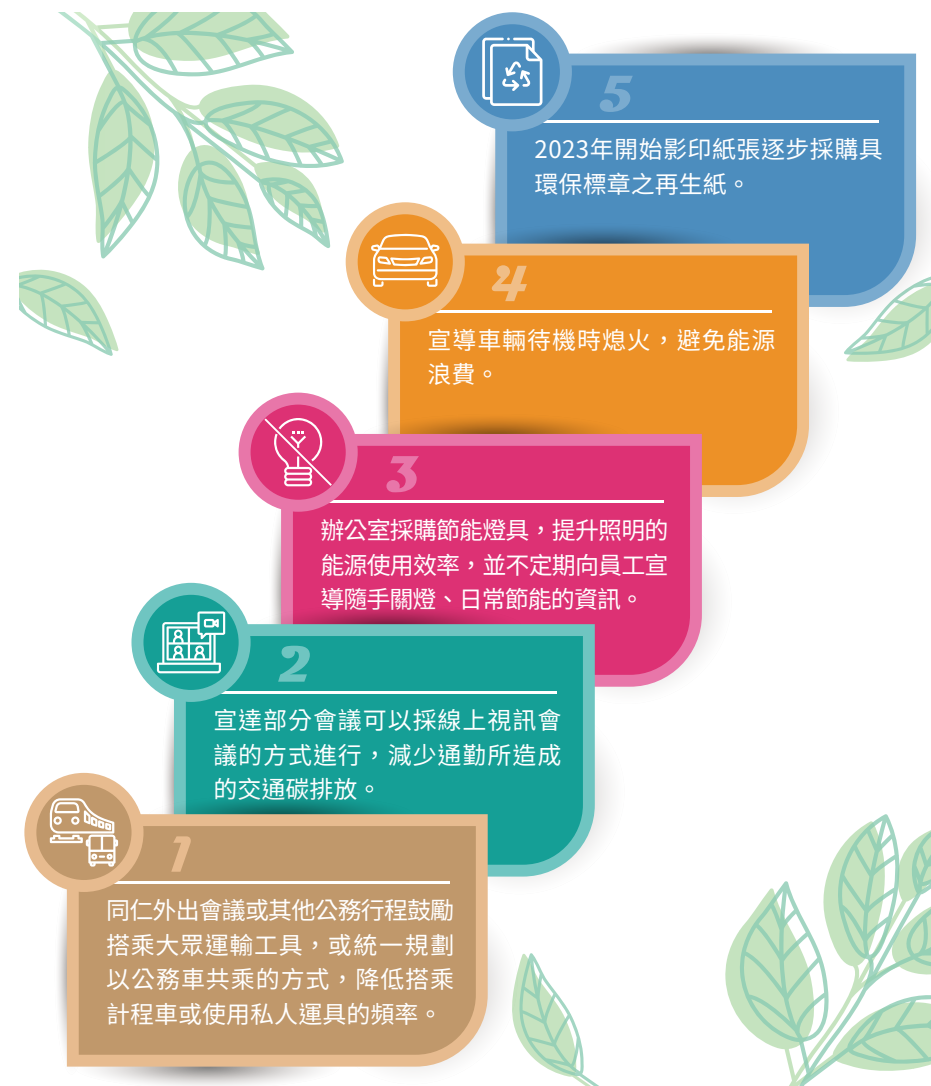 5
2023年開始影印紙張逐步採購具
環保標章之再生紙。
4
宣導車輛待機時熄火，避免能源
浪費。
3
辦公室採購節能燈具，提升照明的
能源使用效率，並不定期向員工宣
導隨手關燈、日常節能的資訊。
2
宣達部分會議可以採線上視訊會
議的方式進行，減少通勤所造成
的交通碳排放。
1
同仁外出會議或其他公務行程鼓勵
搭乘大眾運輸工具，或統一規劃
以公務車共乘的方式，降低搭乘
計程車或使用私人運具的頻率。